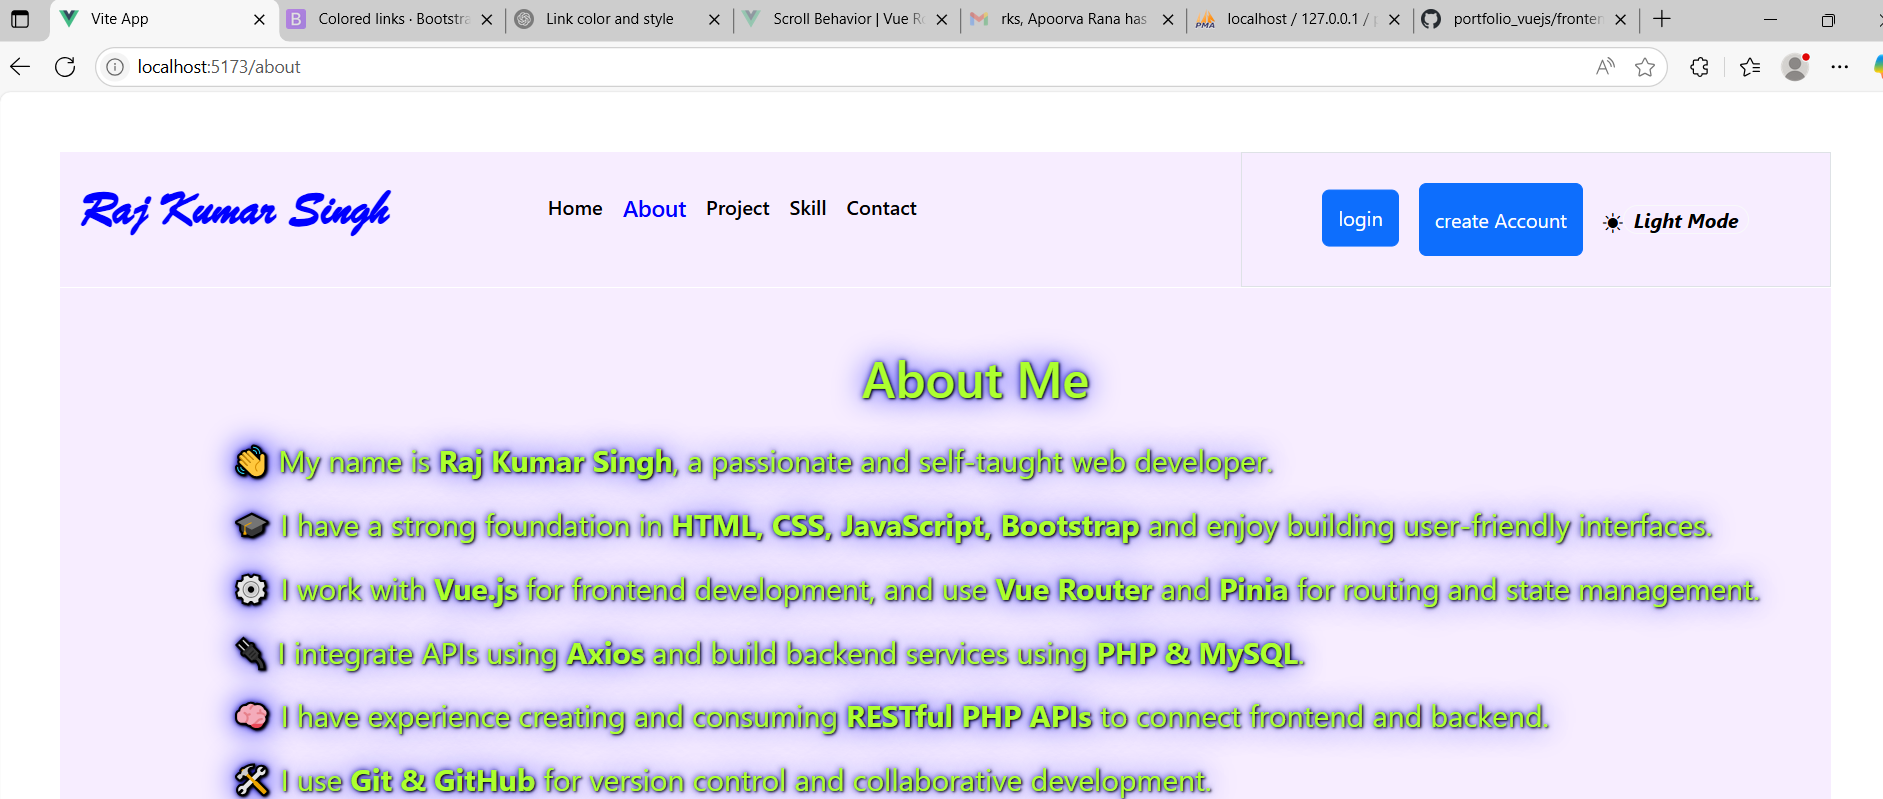 Vite App
Colored links · Bootstra
Link color and style
Scroll Behavior | Vue R
rks, Apoorva Rana has
localhost / 127.0.0.1 / p
portfolio_vuejs/fronten
localhost:5173/about
Raj Kumar Singh
Home About Project Skill Contact
login
create Account
Light Mode
About Me
👋 My name is Raj Kumar Singh, a passionate and self-taught web developer.
🎓 I have a strong foundation in HTML, CSS, JavaScript, Bootstrap and enjoy building user-friendly interfaces.
⚙️ I work with Vue.js for frontend development, and use Vue Router and Pinia for routing and state management.
🔌 I integrate APIs using Axios and build backend services using PHP & MySQL.
🧠 I have experience creating and consuming RESTful PHP APIs to connect frontend and backend.
🛠️ I use Git & GitHub for version control and collaborative development.